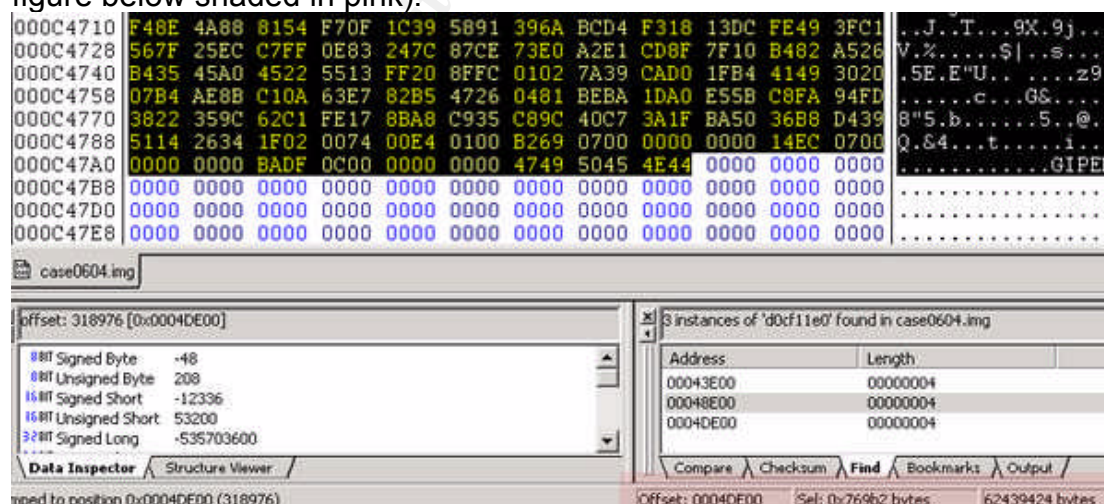 figure below shaded in pink).
000C4710 F48E 4A88 8154 F70F 1C39 5891 396A BCD4 F318 13DC FE49 3FC1 ..J..T...9X.9j..
000C4728 567F 25EC C7FF 0E83 247C 87CE 73E0 A2E1 CD8F 7F10 B482 A526 V.%.....$|..s...
000C4740 B435 45A0 4522 5513 FF20 8FFC 0102 7A39 CAD0 1FB4 4149 3020 .5E.E"U.. ....z9
000C4758 07B4 AE8B C10A 63E7 82B5 4726 0481 BEBA 1DA0 E55B C8FA 94FD ......c...G&....
000C4770 3822 359C 62C1 FE17 8BA8 C935 C89C 40C7 3A1F BA50 36B8 D439 8"5.b......5..@.
000C4788 5114 2634 1F02 0074 00E4 0100 B269 0700 0000 0000 14EC 0700 Q.&4...t.....i..
000C47A0 0000 0000 BADF 0C00 0000 0000 4749 5045 4E44 0000 0000 0000 ............GIPE
000C47B8 0000 0000 0000 0000 0000 0000 0000 0000 0000 0000 0000 0000 ................
000C47D0 0000 0000 0000 0000 0000 0000 0000 0000 0000 0000 0000 0000 ................
000C47E8 0000 0000 0000 0000 0000 0000 0000 0000 0000 0000 0000 0000 ................
case0604.img
offset: 318976 [0x0004DE00]
8BIT Signed Byte -48
8BIT Unsigned Byte 208
16BIT Signed Short -12336
16BIT Unsigned Short 53200
32BIT Signed Long -535703600
Data Inspector Structure Viewer
3 instances of 'd0cf11e0' found in case0604.img
Address Length
00043E00 00000004
00048E00 00000004
0004DE00 00000004
Compare Checksum Find Bookmarks Output
mped to position 0x0004DE00 (318976) Offset: 0004DE00 Sel: 0x769b2 bytes 62439424 bytes